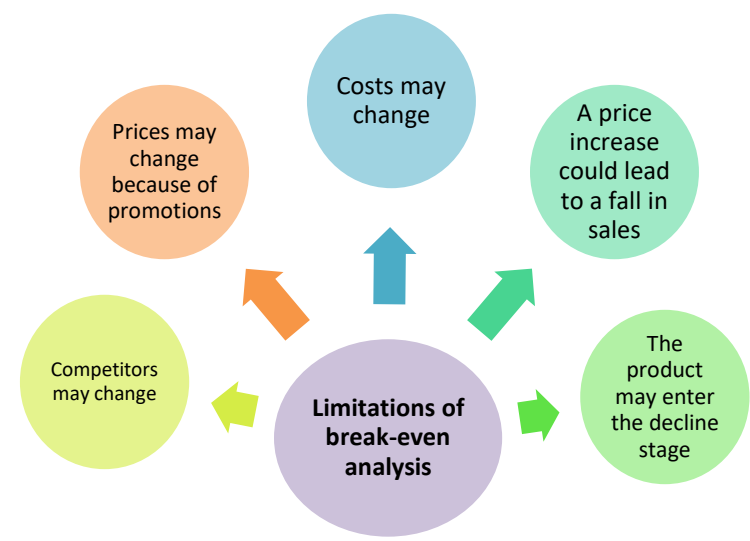 Costs may
change
Prices may
change
because of
promotions
A price
increase
could lead
to a fall in
sales
Competitors
may change
The
product
may enter
the decline
stage
Limitations of
break-even
analysis